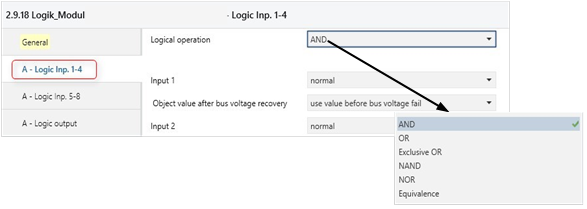 2.9.18 Logik_Modul - Logic Inp. 1-4
General
Logical operation AND
A - Logic Inp. 1-4
Input 1 normal
A - Logic Inp. 5-8
Object value after bus voltage recovery use value before bus voltage fail
A - Logic output
Input 2 normal
AND
OR
Exclusive OR
NAND
NOR
Equivalence